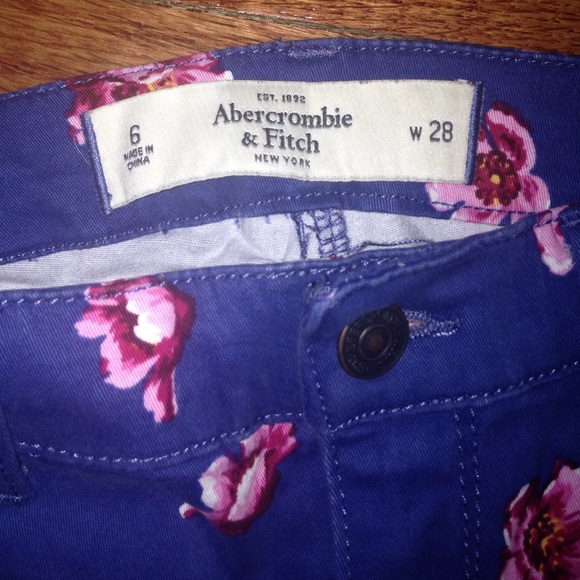 EST. 1892
Abercrombie
& Fitch
NEW YORK
6
MADE IN
CHINA
W 28